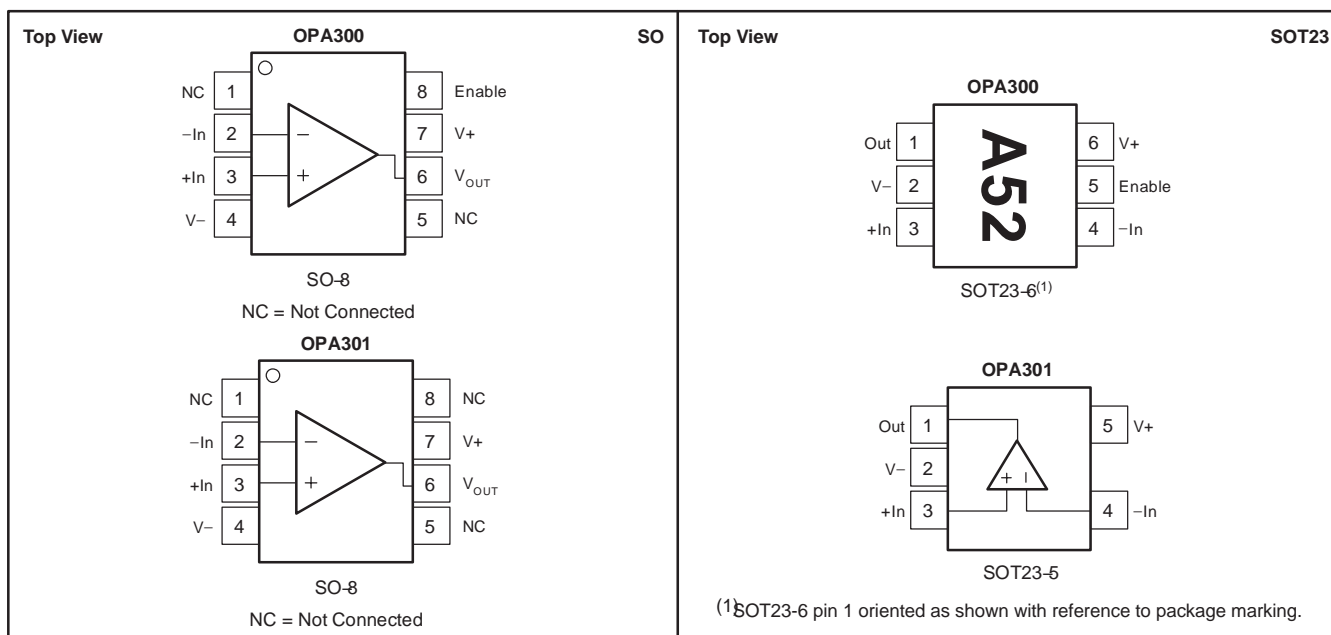 Top View OPA300 SO
NC 1 8 Enable
−In 2 − 7 V+
+In 3 + 6 VOUT
V− 4 5 NC
SO-8
NC = Not Connected
OPA301
NC 1 8 NC
−In 2 − 7 V+
+In 3 + 6 VOUT
V− 4 5 NC
SO-8
NC = Not Connected
Top View SOT23
OPA300
Out 1 6 V+
V− 2 5 Enable
+In 3 4 −In
A52
SOT23-6(1)
OPA301
Out 1 5 V+
V− 2
+In 3 + − 4 −In
SOT23-5
(1)SOT23-6 pin 1 oriented as shown with reference to package marking.